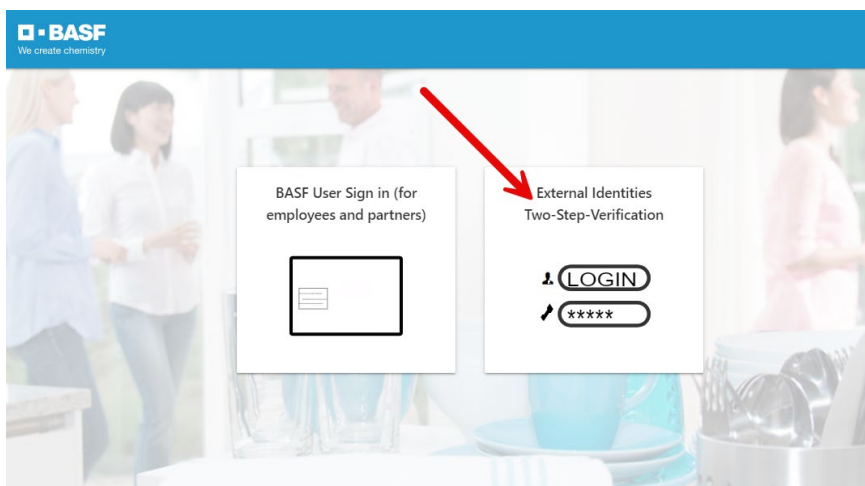 BASF
We create chemistry
BASF User Sign in (for
employees and partners)
External Identities
Two-Step-Verification
LOGIN
*****